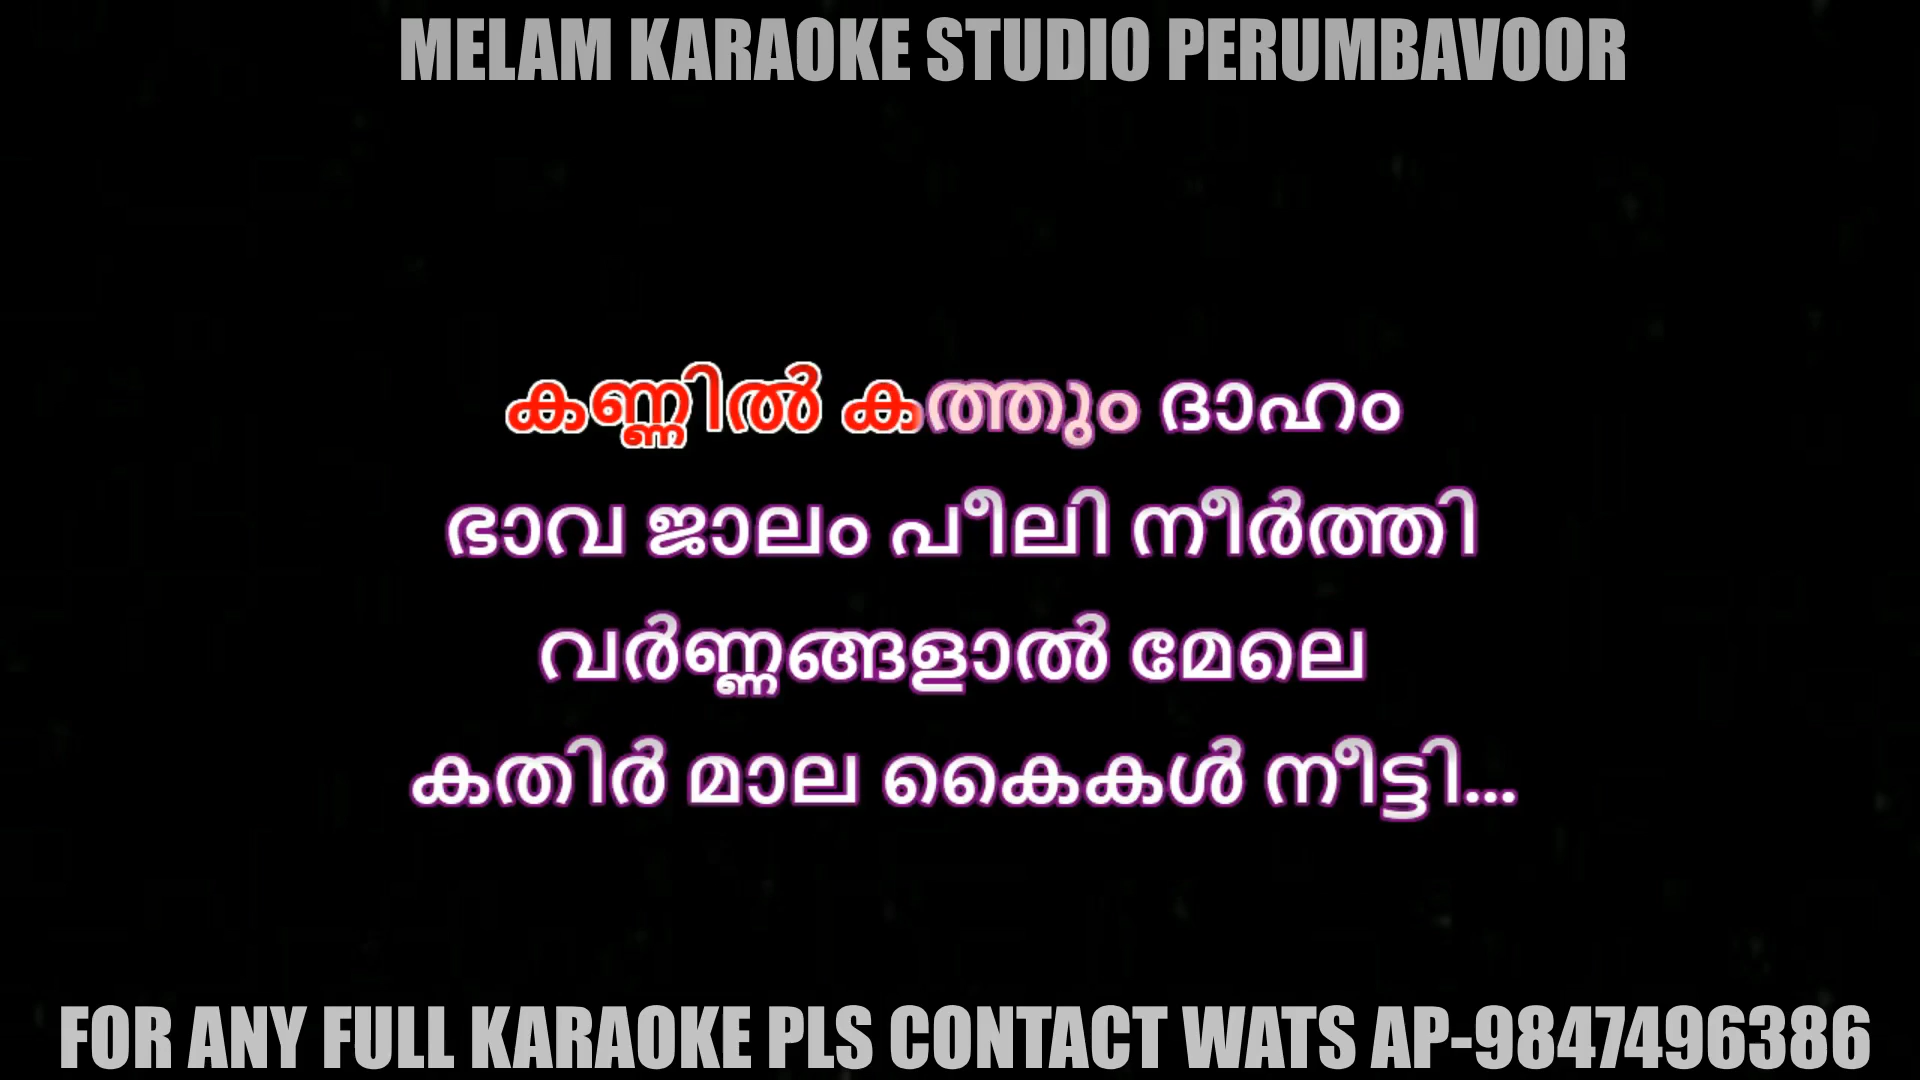 MELAM KARAOKE STUDIO PERUMBAVOOR
കണ്ണിൽ കത്തും ദാഹം
ഭാവ ജാലം പീലി നീർത്തി
വർണ്ണങ്ങളാൽ മേലെ
കതിർ മാല കൈകൾ നീട്ടി...
FOR ANY FULL KARAOKE PLS CONTACT WATS AP-9847496386